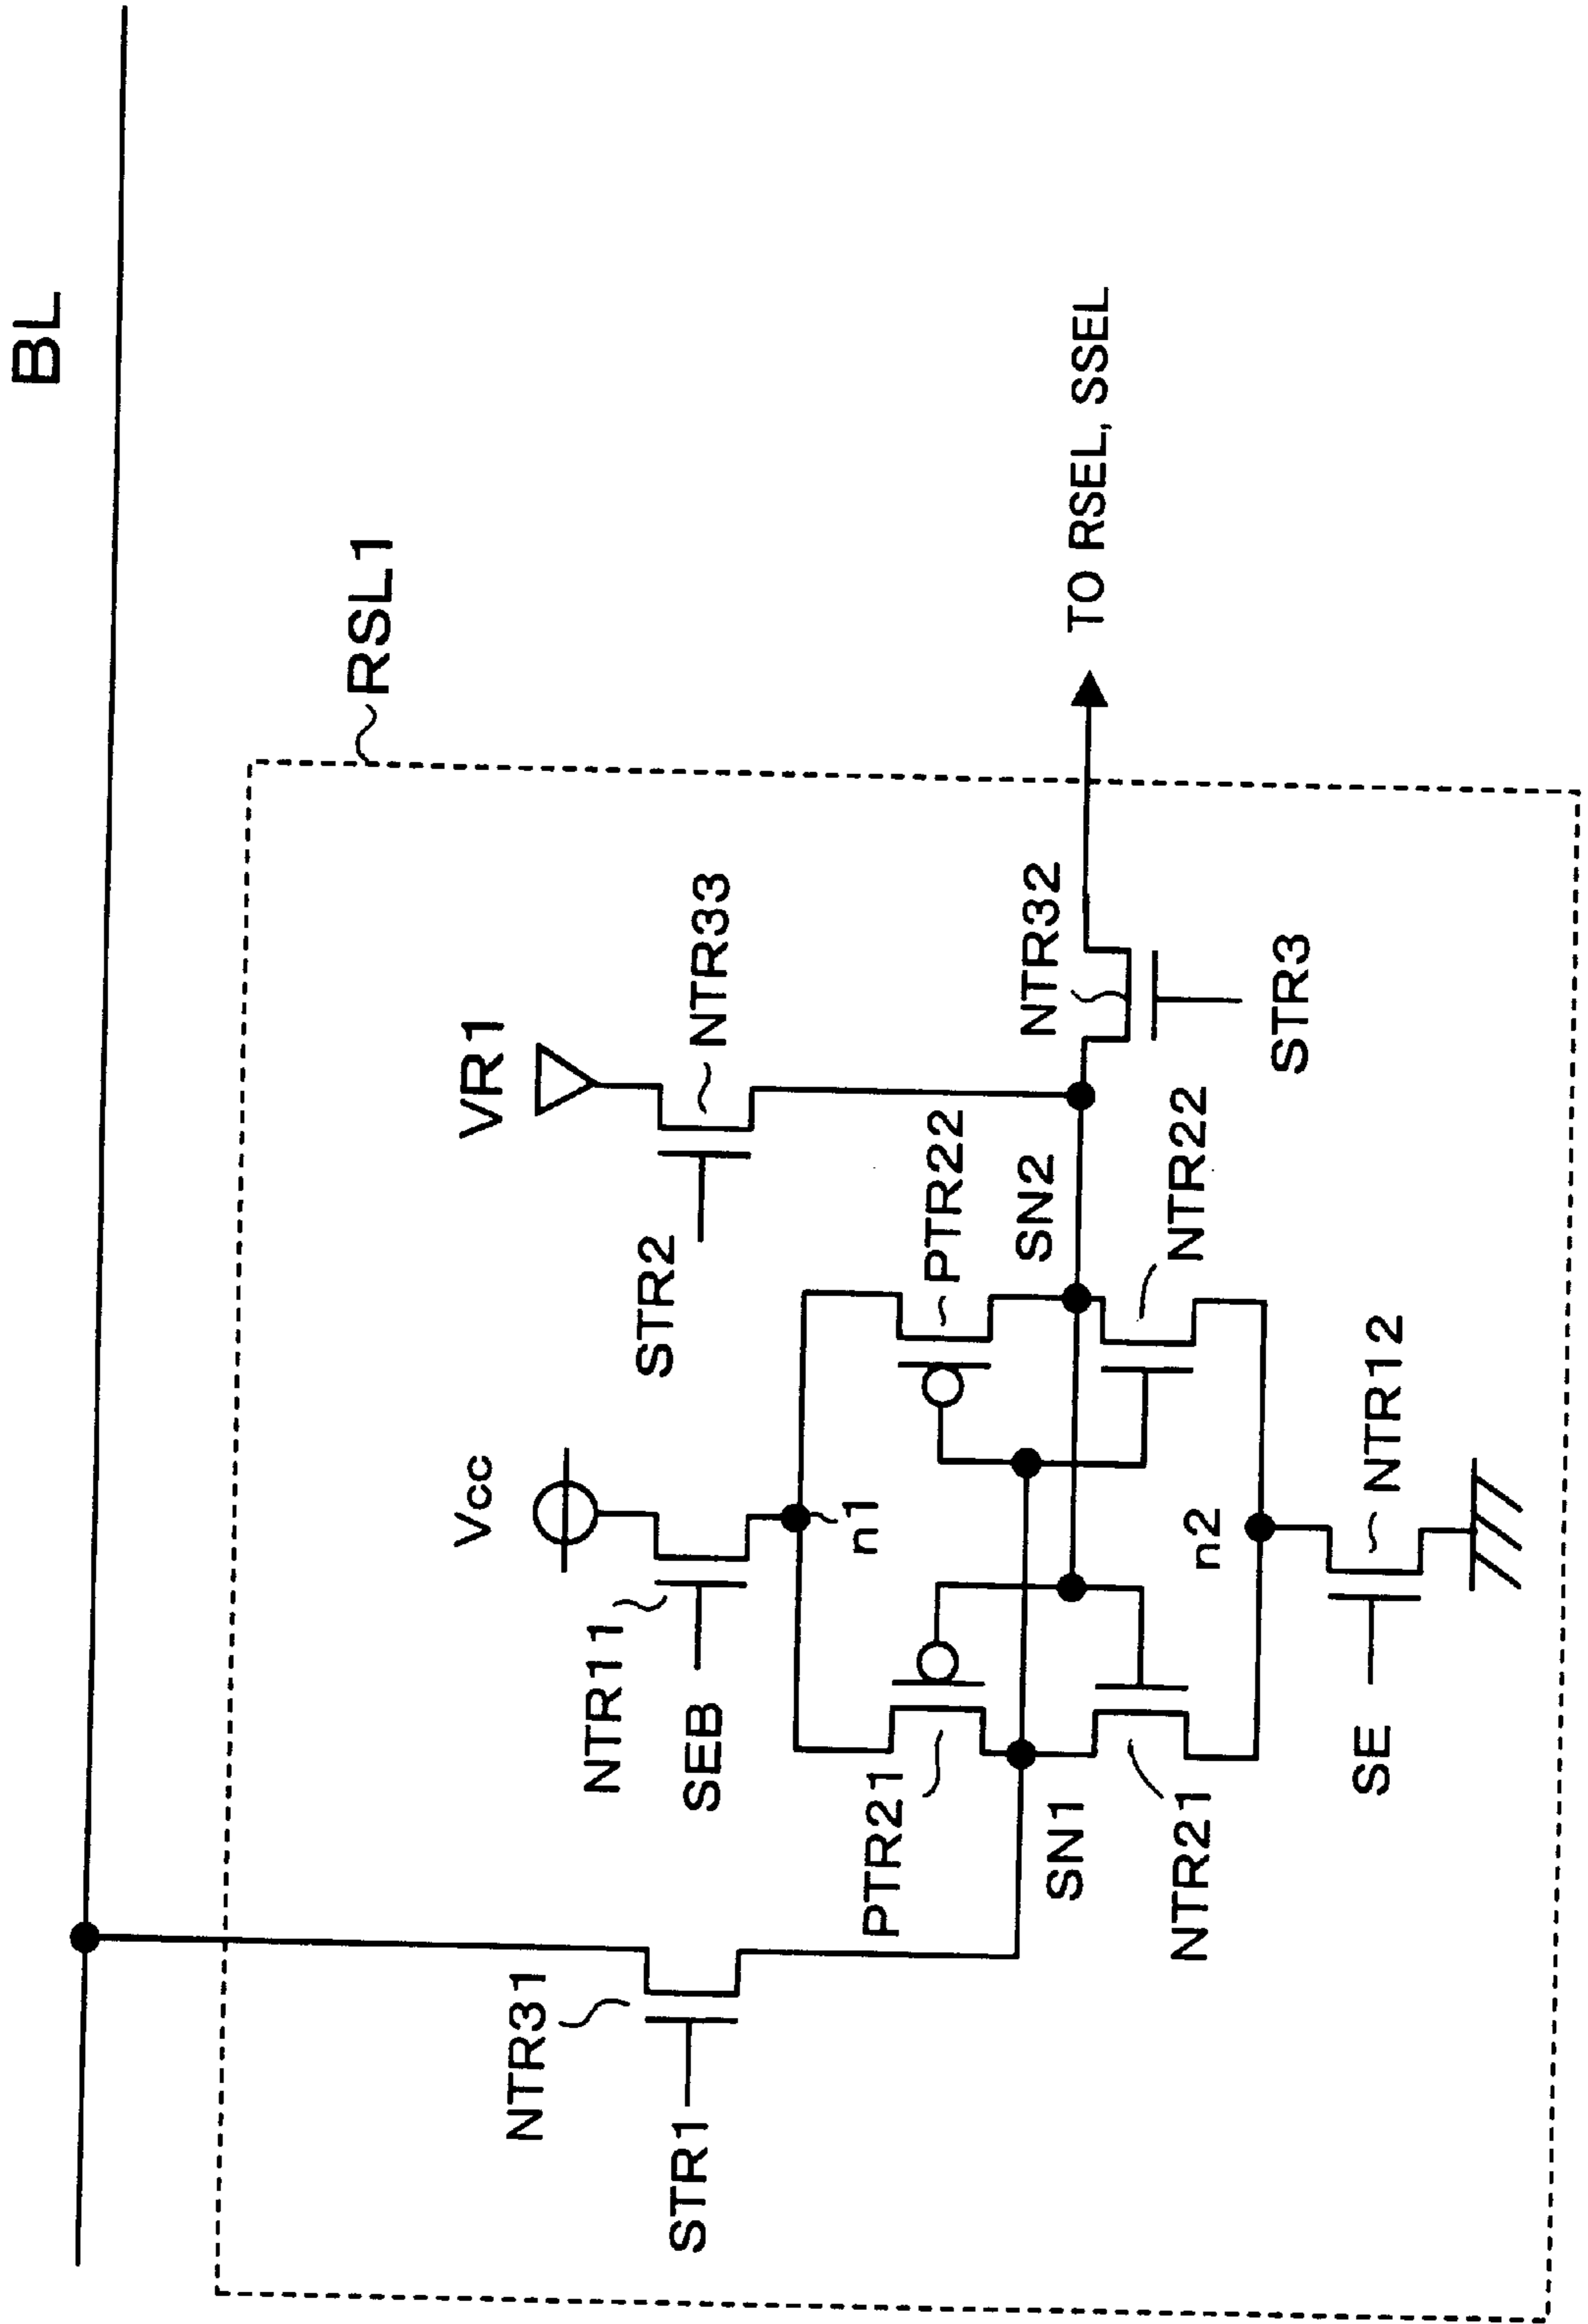 BL
RSL1
VR1
Vcc
NTR33
STR2
NTR11
SEB
NTR31
STR1
n1
PTR22
PTR21
NTR32
SN2
TO RSEL, SSEL
SN1
NTR22
n2
NTR21
STR3
NTR12
SE